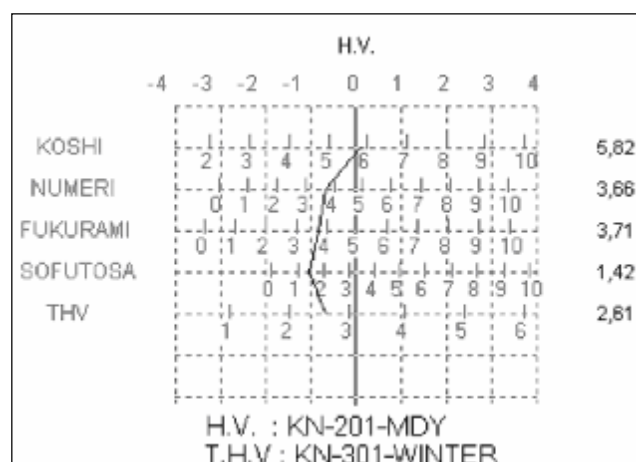 H.V.
-4 -3 -2 -1 0 1 2 3 4
KOSHI 2 3 4 5 6 7 8 9 10 5,82
NUMERI 0 1 2 3 4 5 6 7 8 9 10 3,66
FUKURAMI 0 1 2 3 4 5 6 7 8 9 10 3,71
SOFUTOSA 0 1 2 3 4 5 6 7 8 9 10 1,42
THV 1 2 3 4 5 6 2,61
H.V. : KN-201-MDY
T.H.V : KN-301-WINTER